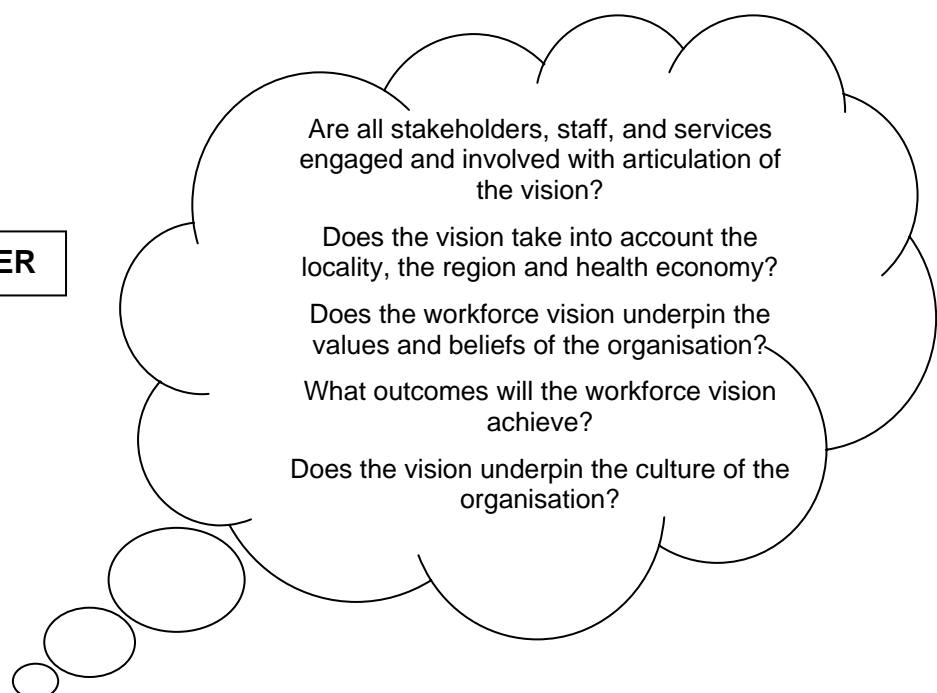 Are all stakeholders, staff, and services
engaged and involved with articulation of
the vision?
Does the vision take into account the
locality, the region and health economy?
ER
Does the workforce vision underpin the
values and beliefs of the organisation?
What outcomes will the workforce vision
achieve?
Does the vision underpin the culture of the
organisation?